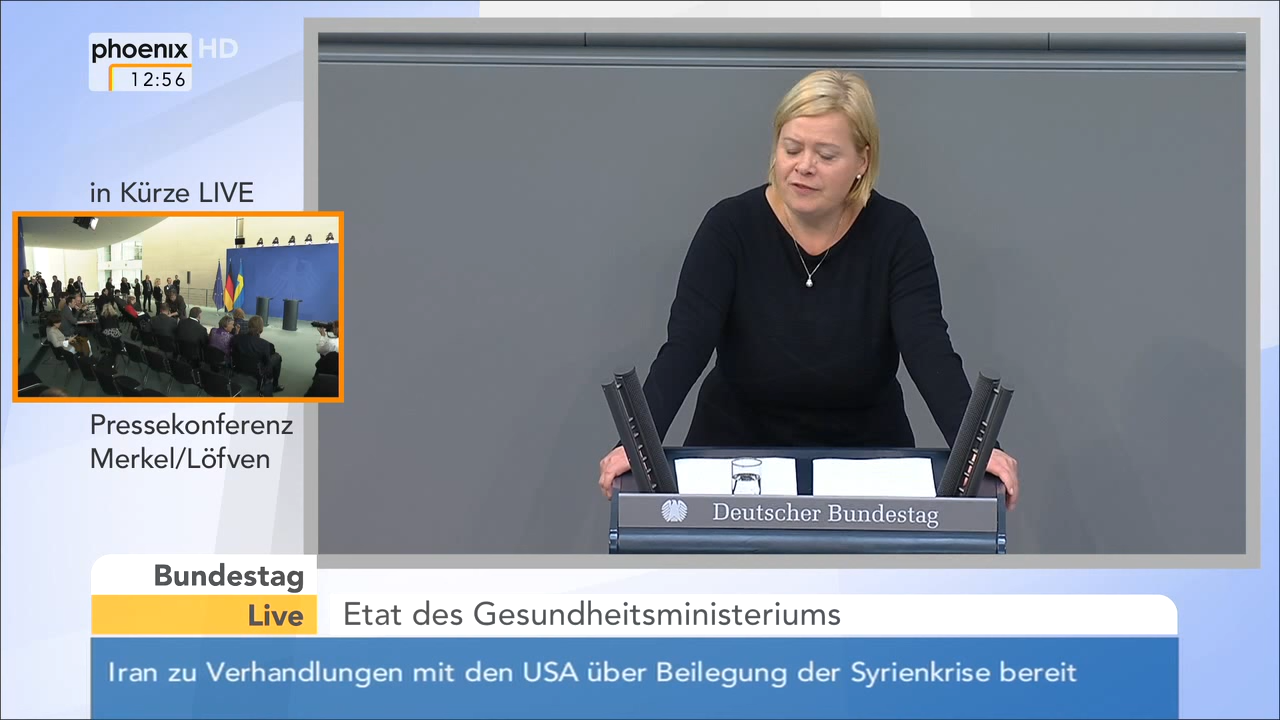 phoenix HD
12:56
in Kürze LIVE
Pressekonferenz
Merkel/Löfven
Deutscher Bundestag
Bundestag
Live
Etat des Gesundheitsministeriums
Iran zu Verhandlungen mit den USA über Beilegung der Syrienkrise bereit